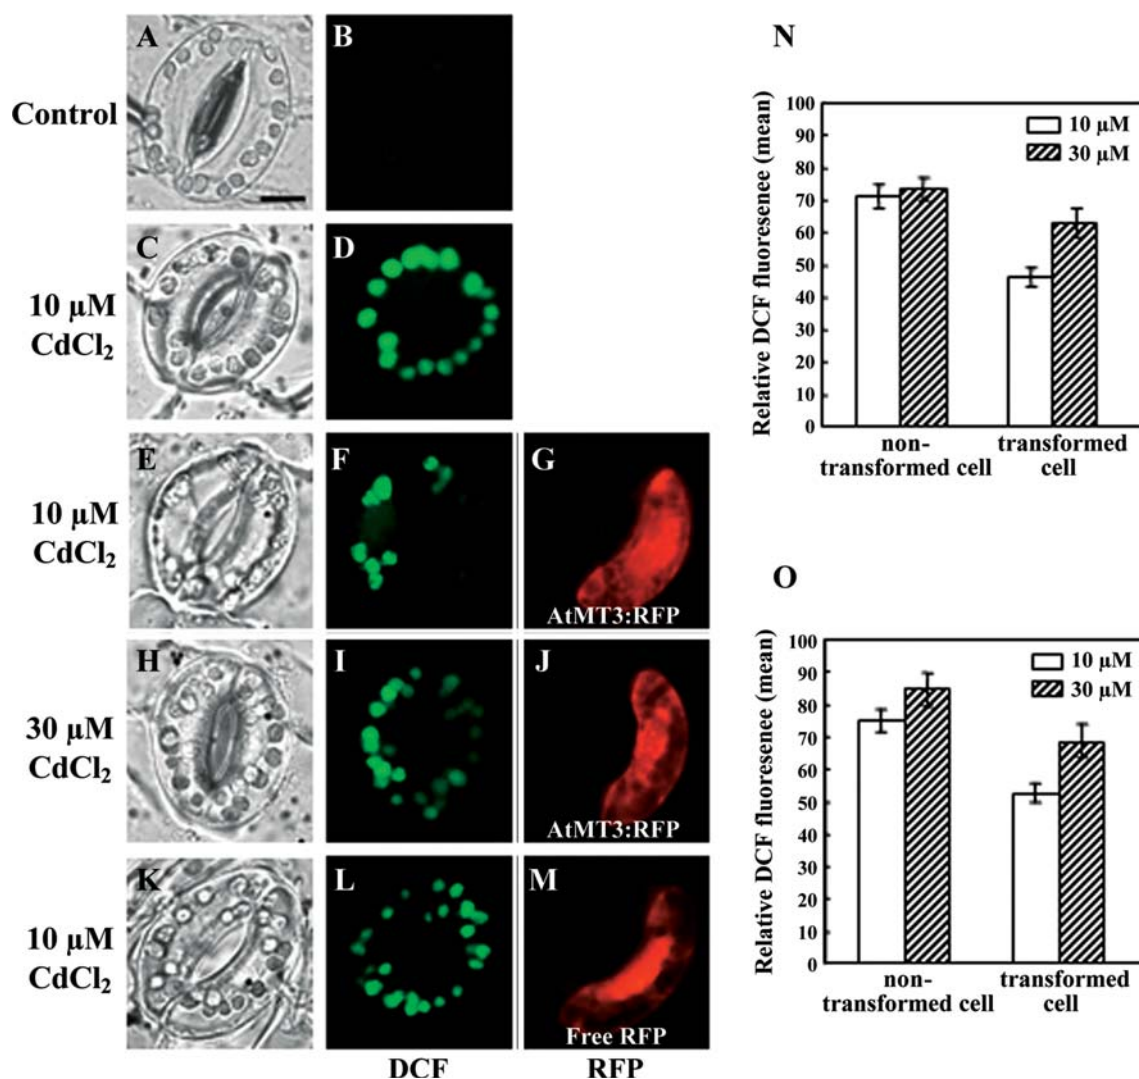 A
B
Control
C
D
10 µM
CdCl₂
E
F
G
10 µM
CdCl₂
AtMT3:RFP
H
I
J
30 µM
CdCl₂
AtMT3:RFP
K
L
M
10 µM
CdCl₂
Free RFP
DCF
RFP
N
Relative DCF fluoresenee (mean)
100
90
80
70
60
50
40
30
20
10
0
10 µM
30 µM
non-
transformed cell
transformed
cell
O
Relative DCF fluoresenee (mean)
100
90
80
70
60
50
40
30
20
10
0
10 µM
30 µM
non-
transformed cell
transformed
cell